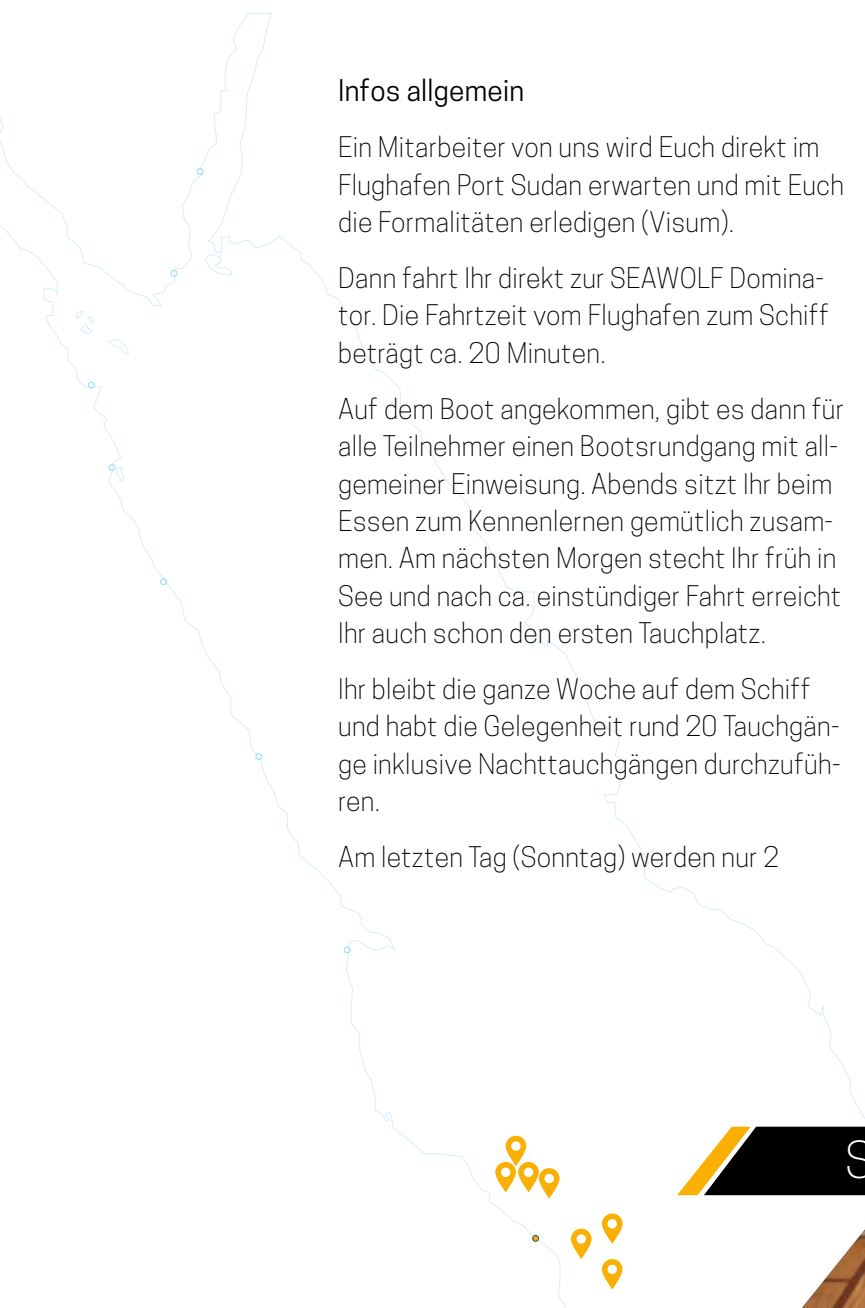 Infos allgemein
Ein Mitarbeiter von uns wird Euch direkt im
Flughafen Port Sudan erwarten und mit Euch
die Formalitäten erledigen (Visum).
Dann fahrt Ihr direkt zur SEAWOLF Domina-
tor. Die Fahrtzeit vom Flughafen zum Schiff
beträgt ca. 20 Minuten.
Auf dem Boot angekommen, gibt es dann für
alle Teilnehmer einen Bootsrundgang mit all-
gemeiner Einweisung. Abends sitzt Ihr beim
Essen zum Kennenlernen gemütlich zusam-
men. Am nächsten Morgen stecht Ihr früh in
See und nach ca. einstündiger Fahrt erreicht
Ihr auch schon den ersten Tauchplatz.
Ihr bleibt die ganze Woche auf dem Schiff
und habt die Gelegenheit rund 20 Tauchgän-
ge inklusive Nachttauchgängen durchzufüh-
ren.
Am letzten Tag (Sonntag) werden nur 2
S